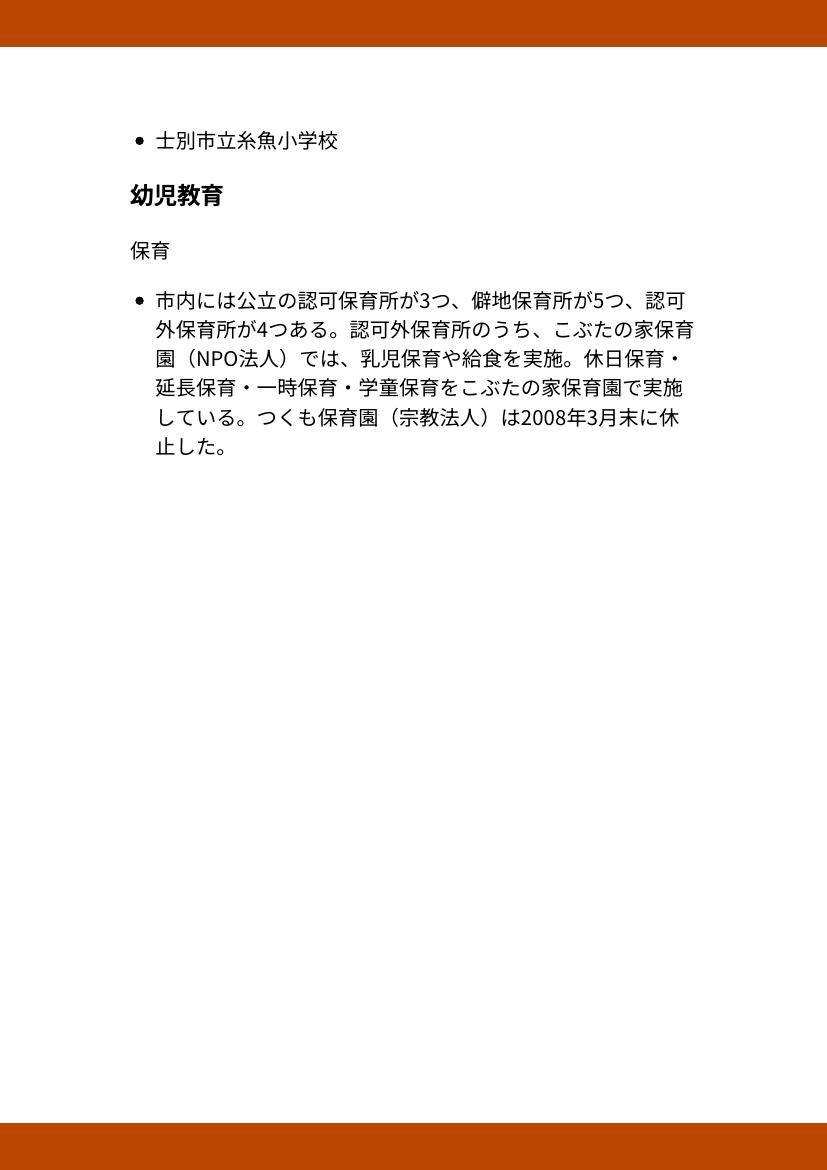 士別市立糸魚小学校
幼児教育
保育
市内には公立の認可保育所が3つ、僻地保育所が5つ、認可
外保育所が4つある。認可外保育所のうち、こぶたの家保育
園（NPO法人）では、乳児保育や給食を実施。休日保育・
延長保育・一時保育・学童保育をこぶたの家保育園で実施
している。つくも保育園（宗教法人）は2008年3月末に休
止した。